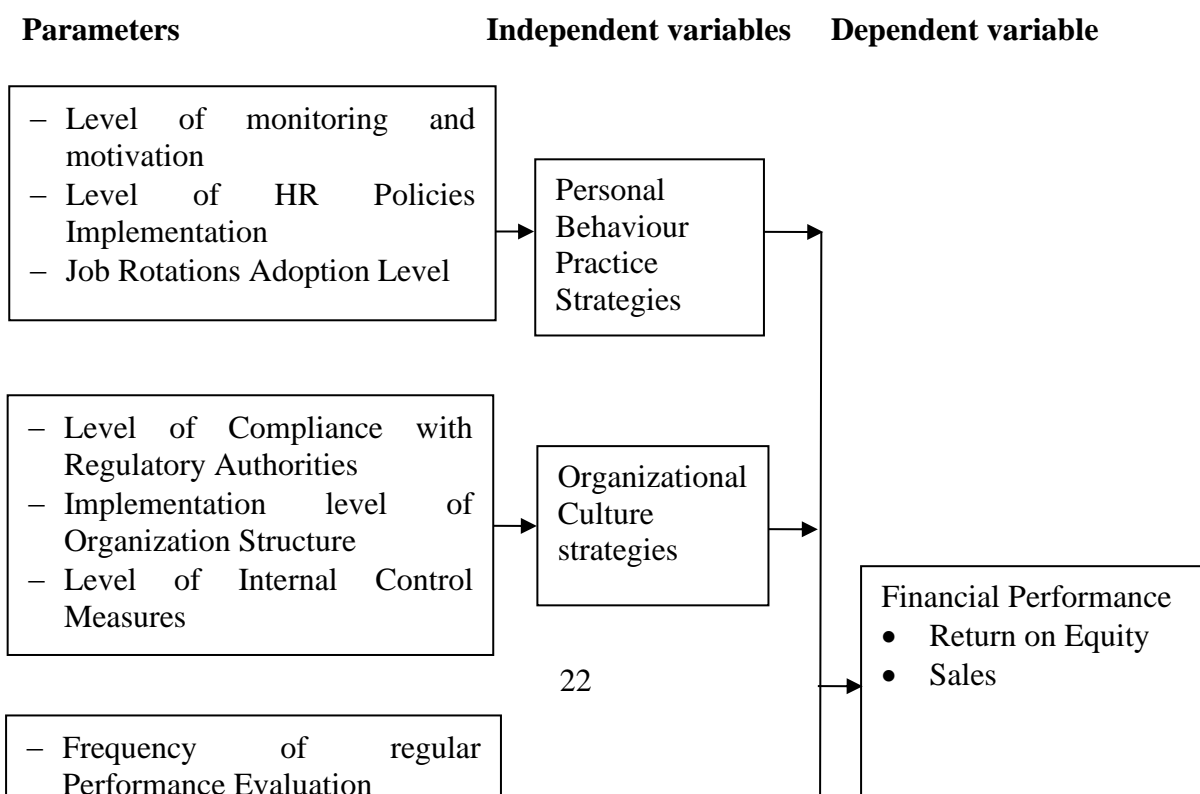 Parameters Independent variables Dependent variable
– Level of monitoring and
motivation
– Level of HR Policies
Implementation
– Job Rotations Adoption Level
Personal
Behaviour
Practice
Strategies
– Level of Compliance with
Regulatory Authorities
– Implementation level of
Organization Structure
– Level of Internal Control
Measures
Organizational
Culture
strategies
Financial Performance
• Return on Equity
• Sales
22
– Frequency of regular
Performance Evaluation